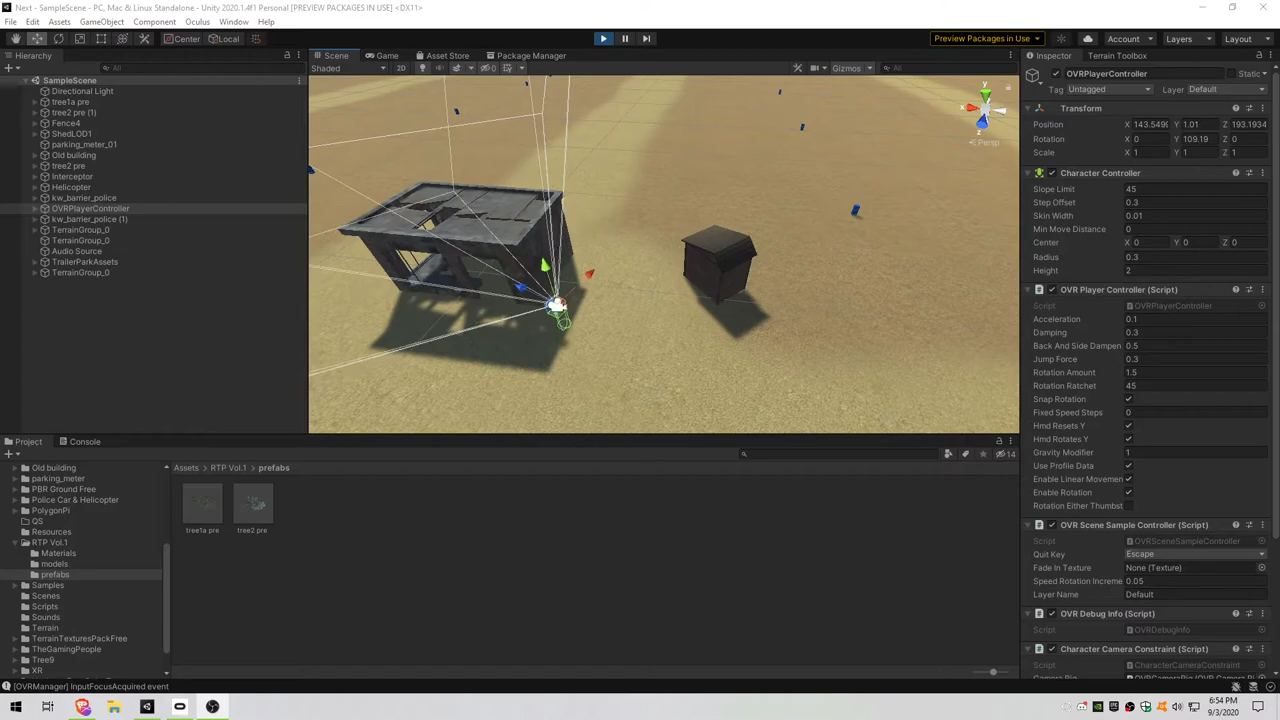 Next - SampleScene - PC, Mac & Linux Standalone - Unity 2020.1.4f1 Personal [PREVIEW PACKAGES IN USE] <DX11>
File Edit Assets GameObject Component Oculus Window Help
Center Local Preview Packages in Use Account Layers Layout
Hierarchy Scene Game Asset Store Package Manager Inspector Terrain Toolbox
All Shaded 2D 0 Gizmos All
SampleScene
Directional Light
tree1a pre
tree2 pre (1)
Fence4
ShedLOD1
parking_meter_01
Old building
tree2 pre
Interceptor
Helicopter
kw_barrier_police
OVRPlayerController
kw_barrier_police (1)
TerrainGroup_0
TerrainGroup_0
Audio Source
TrailerParkAssets
TerrainGroup_0
y
x
z
Persp
OVRPlayerController Static
Tag Untagged Layer Default
Transform
Position X 143.5499 Y 1.01 Z 193.1934
Rotation X 0 Y 109.19 Z 0
Scale X 1 Y 1 Z 1
Character Controller
Slope Limit 45
Step Offset 0.3
Skin Width 0.01
Min Move Distance 0
Center X 0 Y 0 Z 0
Radius 0.3
Height 2
OVR Player Controller (Script)
Script OVRPlayerController
Acceleration 0.1
Damping 0.3
Back And Side Dampen 0.5
Jump Force 0.3
Rotation Amount 1.5
Rotation Ratchet 45
Snap Rotation
Fixed Speed Steps 0
Hmd Resets Y
Hmd Rotates Y
Gravity Modifier 1
Use Profile Data
Enable Linear Movemen
Enable Rotation
Rotation Either Thumbst
OVR Scene Sample Controller (Script)
Script OVRSceneSampleController
Quit Key Escape
Fade In Texture None (Texture)
Speed Rotation Increme 0.05
Layer Name Default
OVR Debug Info (Script)
Script OVRDebugInfo
Character Camera Constraint (Script)
Script CharacterCameraConstraint
Project Console
14
Old building
parking_meter
PBR Ground Free
Police Car & Helicopter
PolygonPi
QS
Resources
RTP Vol.1
Materials
models
prefabs
Samples
Scenes
Scripts
Sounds
Terrain
TerrainTexturesPackFree
TheGamingPeople
Tree9
XR
Assets > RTP Vol.1 > prefabs
tree1a pre tree2 pre
[OVRManager] InputFocusAcquired event
6:54 PM
9/3/2020